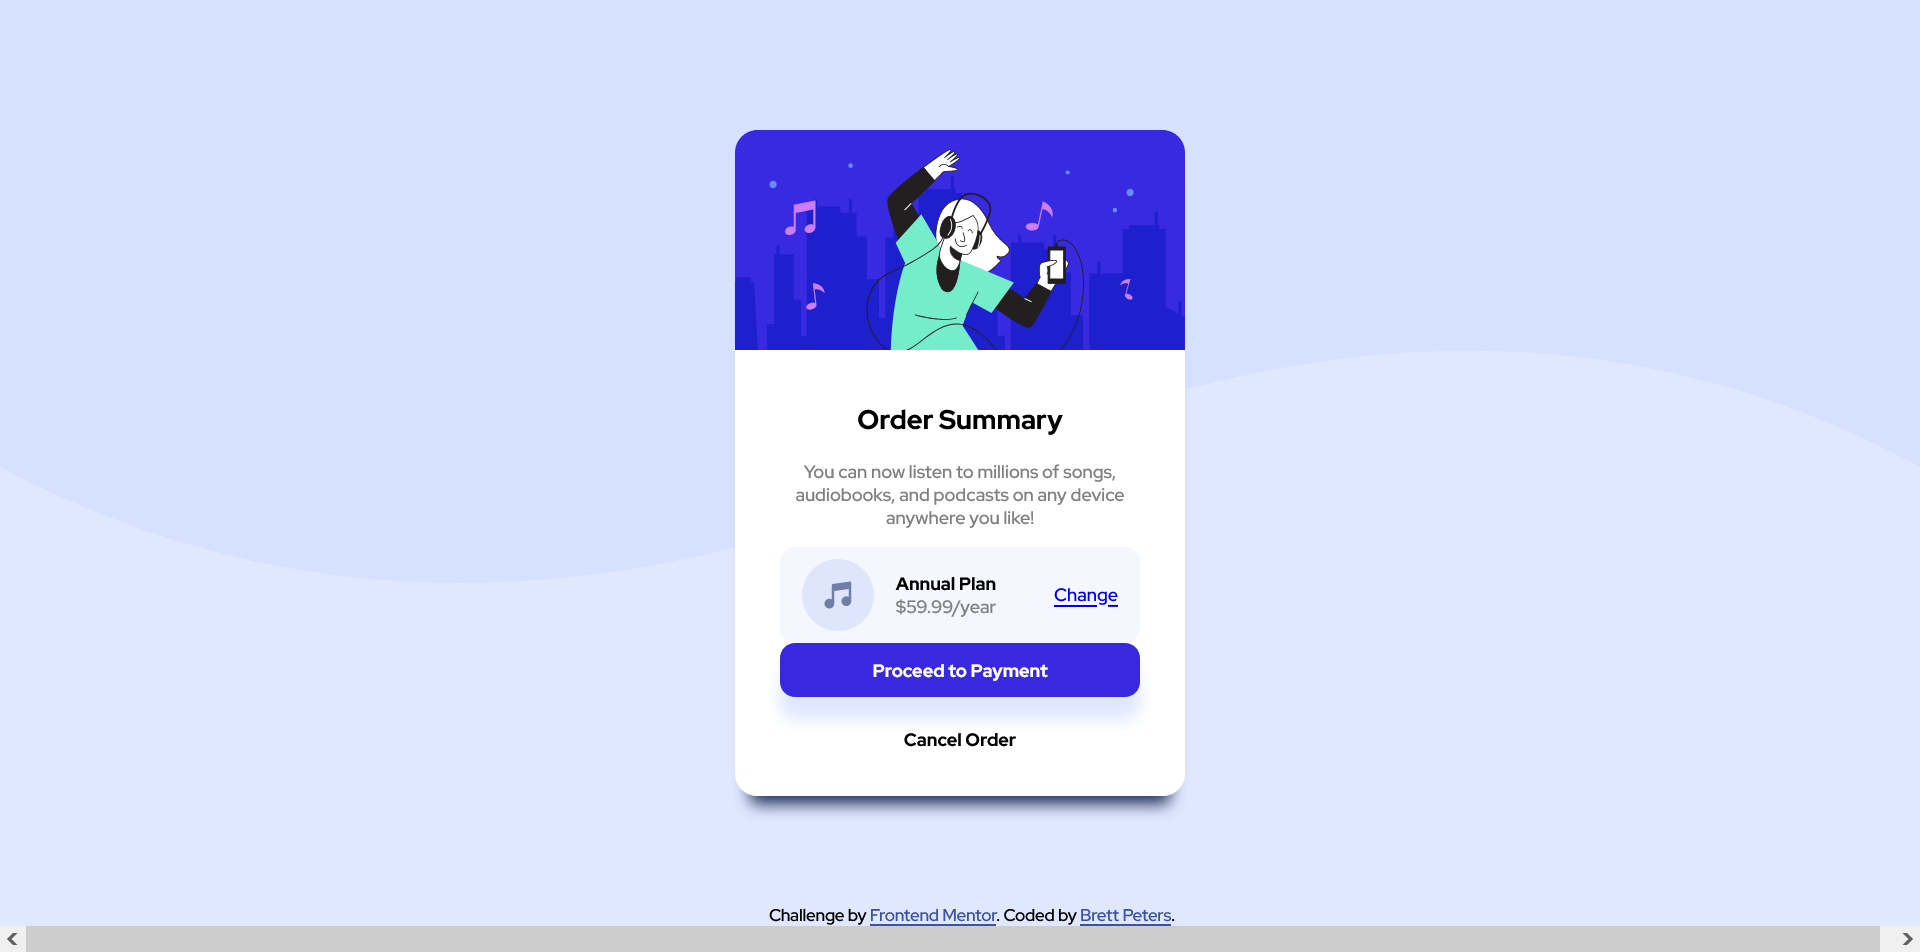 Order Summary
You can now listen to millions of songs,
audiobooks, and podcasts on any device
anywhere you like!
Annual Plan
$59.99/year
Change
Proceed to Payment
Cancel Order
Challenge by Frontend Mentor. Coded by Brett Peters.